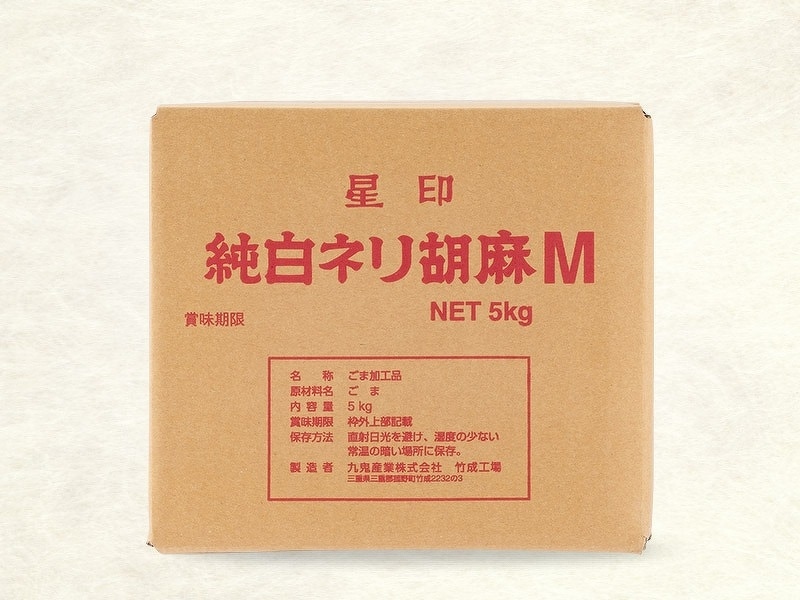 星印
純白ネリ胡麻M
NET 5kg
賞味期限
名称 ごま加工品
原材料名 ごま
内容量 5kg
賞味期限 枠外上部記載
保存方法 直射日光を避け、湿度の少ない
常温の暗い場所に保存。
製造者 九鬼産業株式会社 竹成工場
三重県三重郡菰野町竹成2232の3